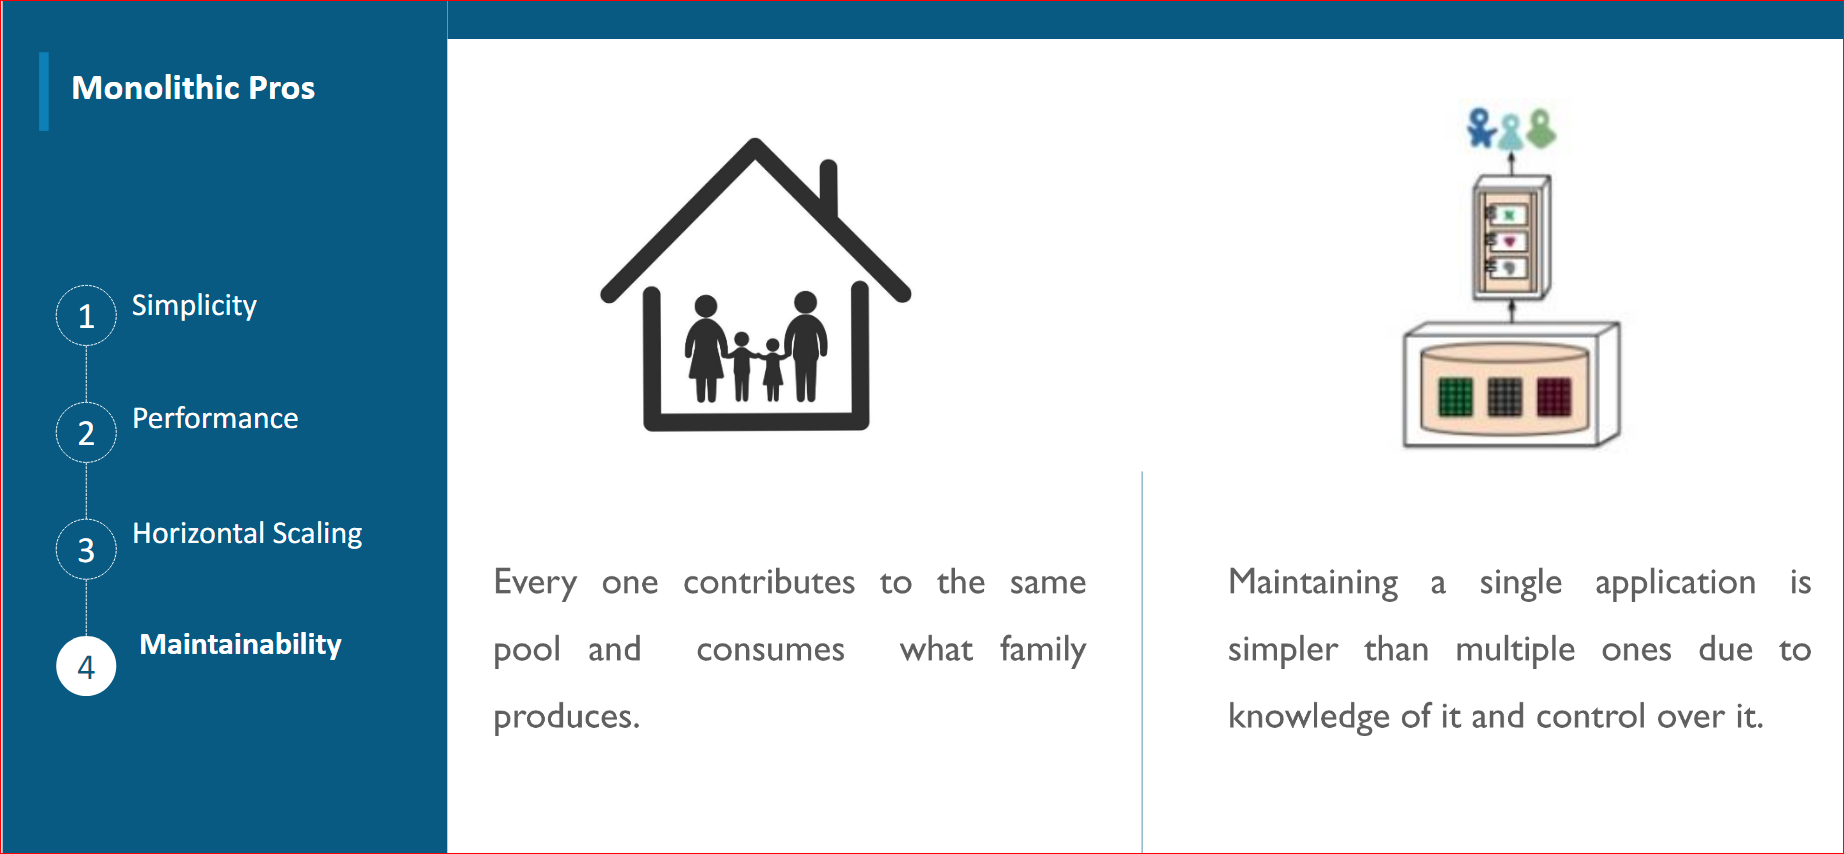 Monolithic Pros
1
Simplicity
2
Performance
3
Horizontal Scaling
4
Maintainability
Every one contributes to the same
pool and consumes what family
produces.
Maintaining a single application is
simpler than multiple ones due to
knowledge of it and control over it.